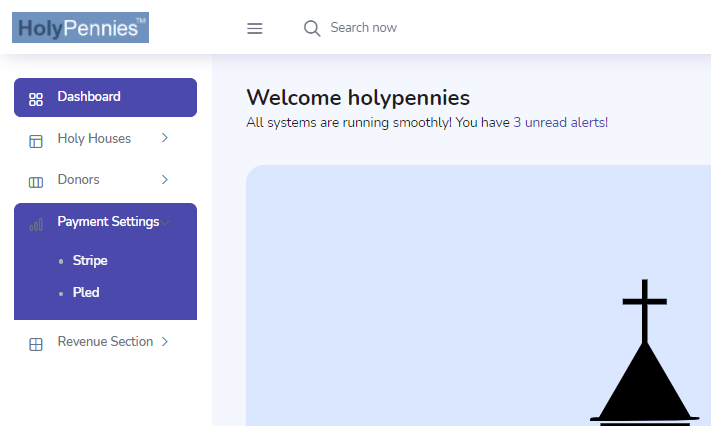 HolyPennies™
Search now
Dashboard
Holy Houses
Donors
Payment Settings
Stripe
Pled
Revenue Section
Welcome holypennies
All systems are running smoothly! You have 3 unread alerts!